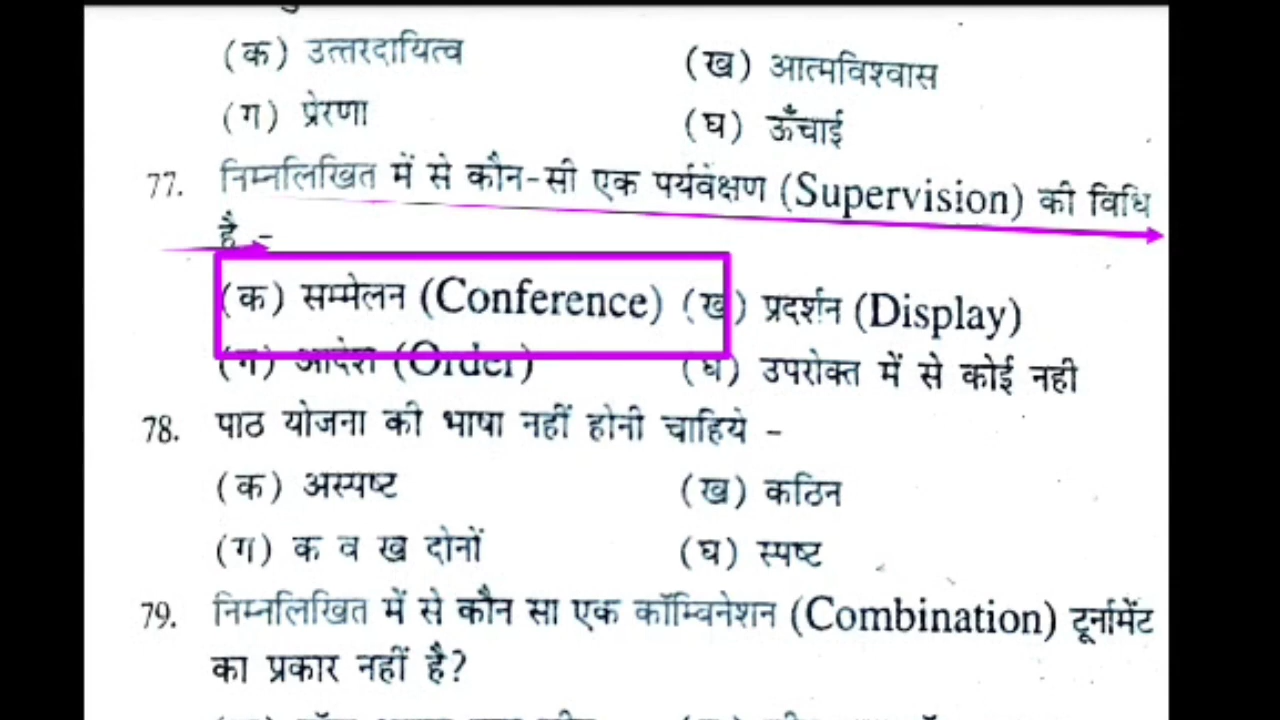 (क) उत्तरदायित्व (ख) आत्मविश्वास
(ग) प्रेरणा (घ) ऊँचाई
77. निम्नलिखित में से कौन-सी एक पर्यवेक्षण (Supervision) की विधि
है -
(क) सम्मेलन (Conference) (ख) प्रदर्शन (Display)
(ग) आदेश (Order) (घ) उपरोक्त में से कोई नही
78. पाठ योजना की भाषा नहीं होनी चाहिये -
(क) अस्पष्ट (ख) कठिन
(ग) क व ख दोनों (घ) स्पष्ट
79. निम्नलिखित में से कौन सा एक कॉम्विनेशन (Combination) टूर्नामेंट
का प्रकार नहीं है?